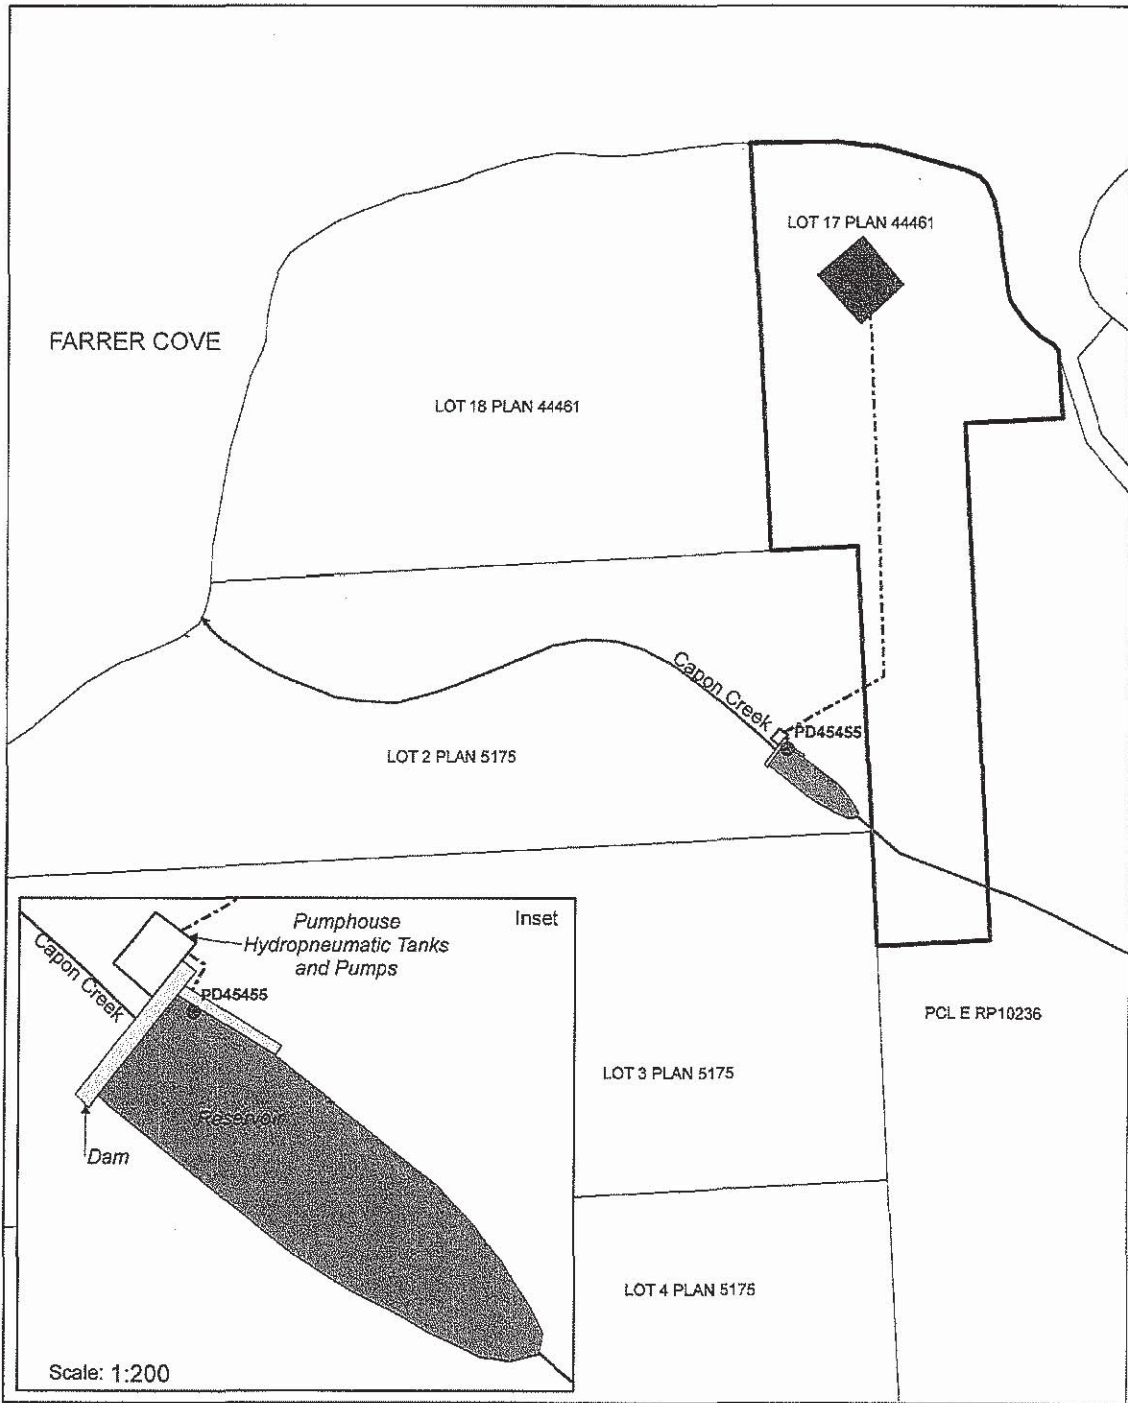 LOT 17 PLAN 44461
FARRER COVE
LOT 18 PLAN 44461
Capon Creek
PD45455
LOT 2 PLAN 5175
Inset
Pumphouse
Hydropneumatic Tanks
and Pumps
Capon Creek
PD45455
PCL E RP10236
LOT 3 PLAN 5175
Reservoir
Dam
LOT 4 PLAN 5175
Scale: 1:200